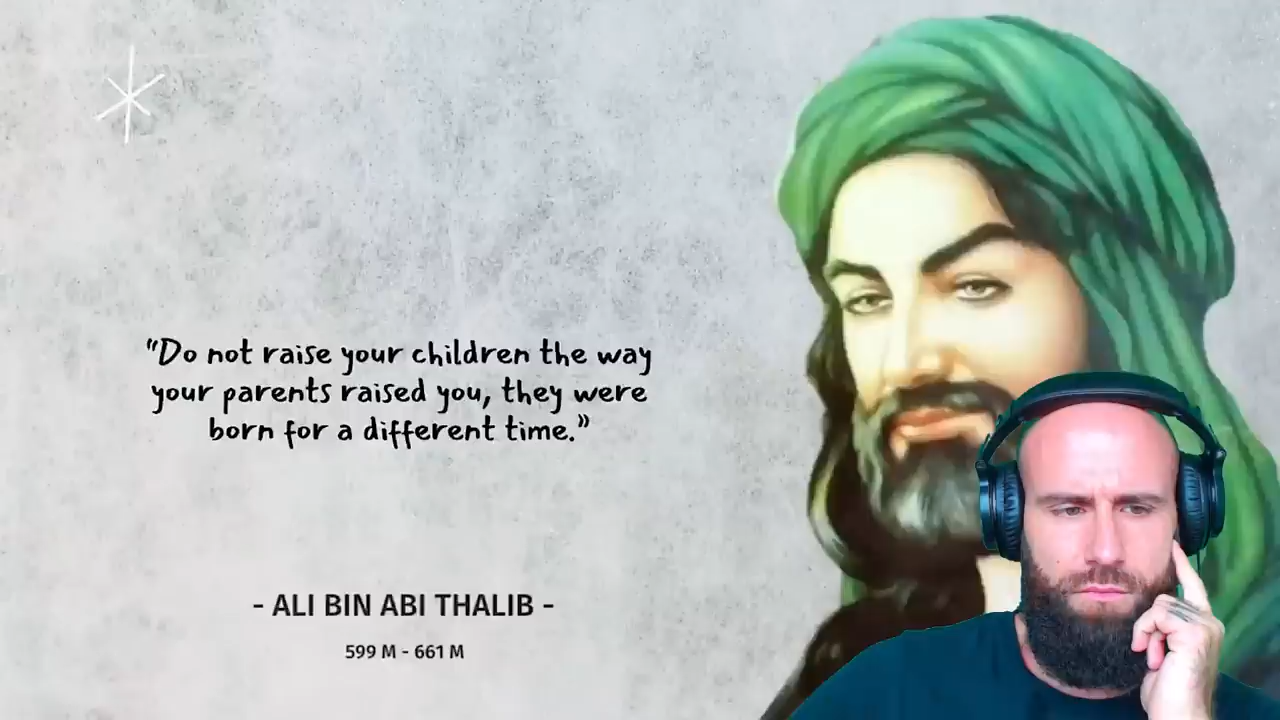 "Do not raise your children the way
your parents raised you, they were
born for a different time."
- ALI BIN ABI THALIB -
599 M - 661 M